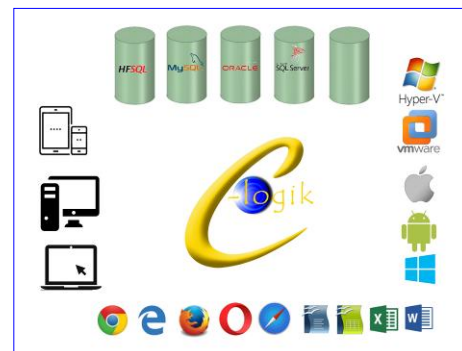 HFSQL
MySQL
ORACLE
SQL Server
Hyper-V
vmware
C-logik